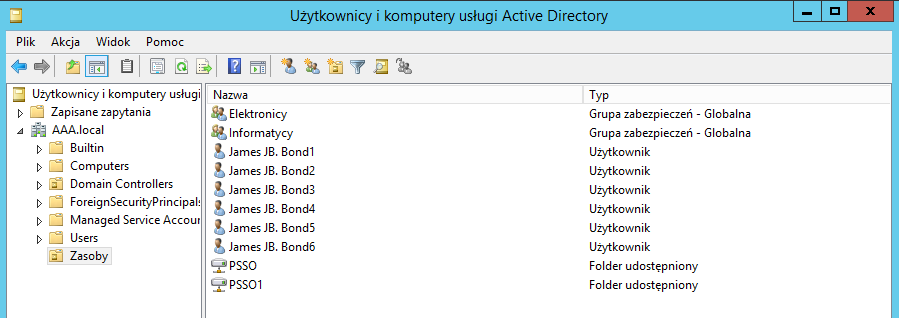 Użytkownicy i komputery usługi Active Directory
Plik Akcja Widok Pomoc
Użytkownicy i komputery usługi
Zapisane zapytania
AAA.local
Builtin
Computers
Domain Controllers
ForeignSecurityPrincipals
Managed Service Accour
Users
Zasoby
Nazwa Typ
Elektronicy Grupa zabezpieczeń - Globalna
Informatycy Grupa zabezpieczeń - Globalna
James JB. Bond1 Użytkownik
James JB. Bond2 Użytkownik
James JB. Bond3 Użytkownik
James JB. Bond4 Użytkownik
James JB. Bond5 Użytkownik
James JB. Bond6 Użytkownik
PSSO Folder udostępniony
PSSO1 Folder udostępniony